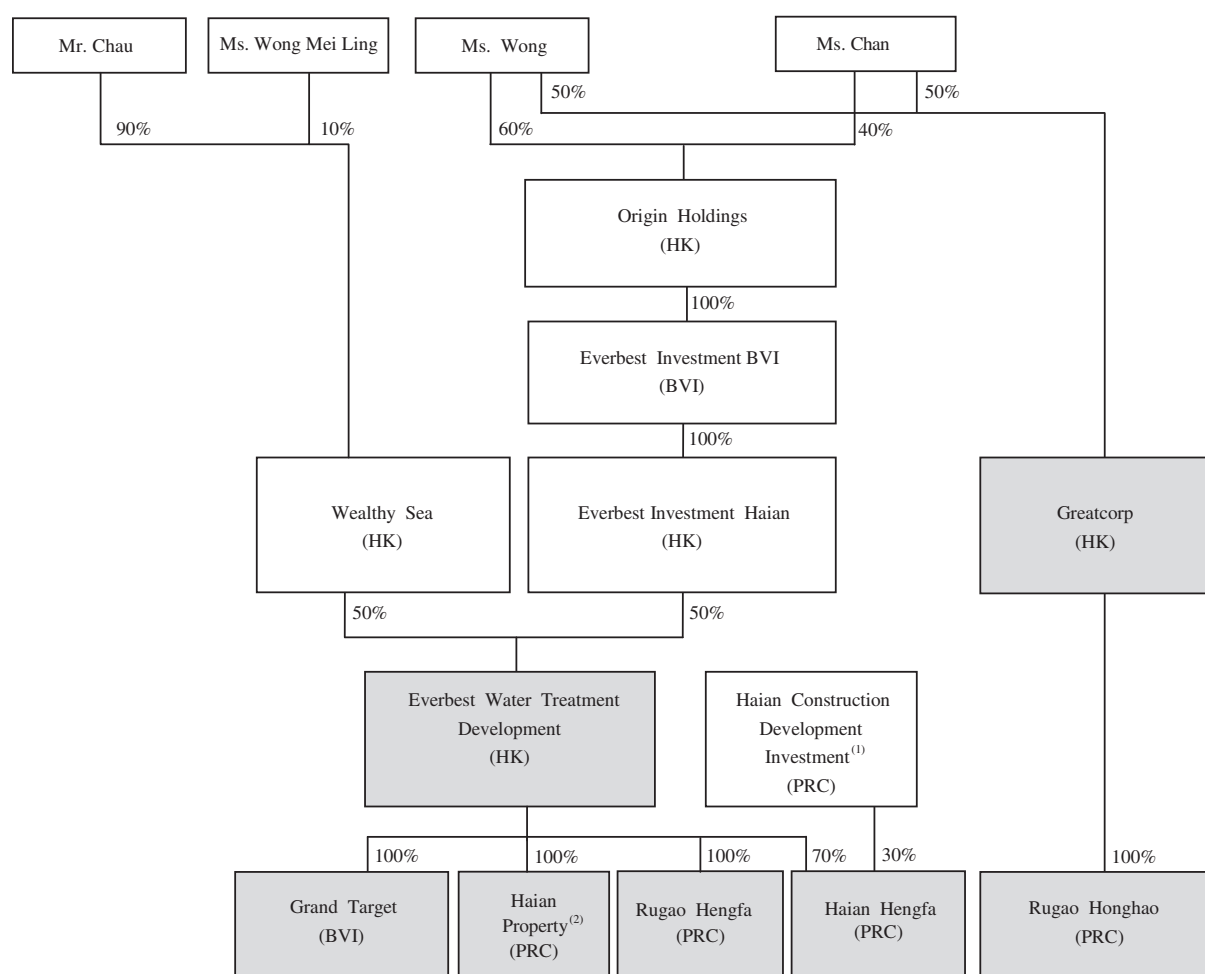 Mr. Chau
Ms. Wong Mei Ling
Ms. Wong
Ms. Chan
50%
50%
90%
10%
60%
40%
Origin Holdings
(HK)
100%
Everbest Investment BVI
(BVI)
100%
Wealthy Sea
(HK)
Everbest Investment Haian
(HK)
Greatcorp
(HK)
50%
50%
Everbest Water Treatment
Development
(HK)
Haian Construction
Development
Investment(1)
(PRC)
100%
100%
100%
70%
30%
100%
Grand Target
(BVI)
Haian
Property(2)
(PRC)
Rugao Hengfa
(PRC)
Haian Hengfa
(PRC)
Rugao Honghao
(PRC)